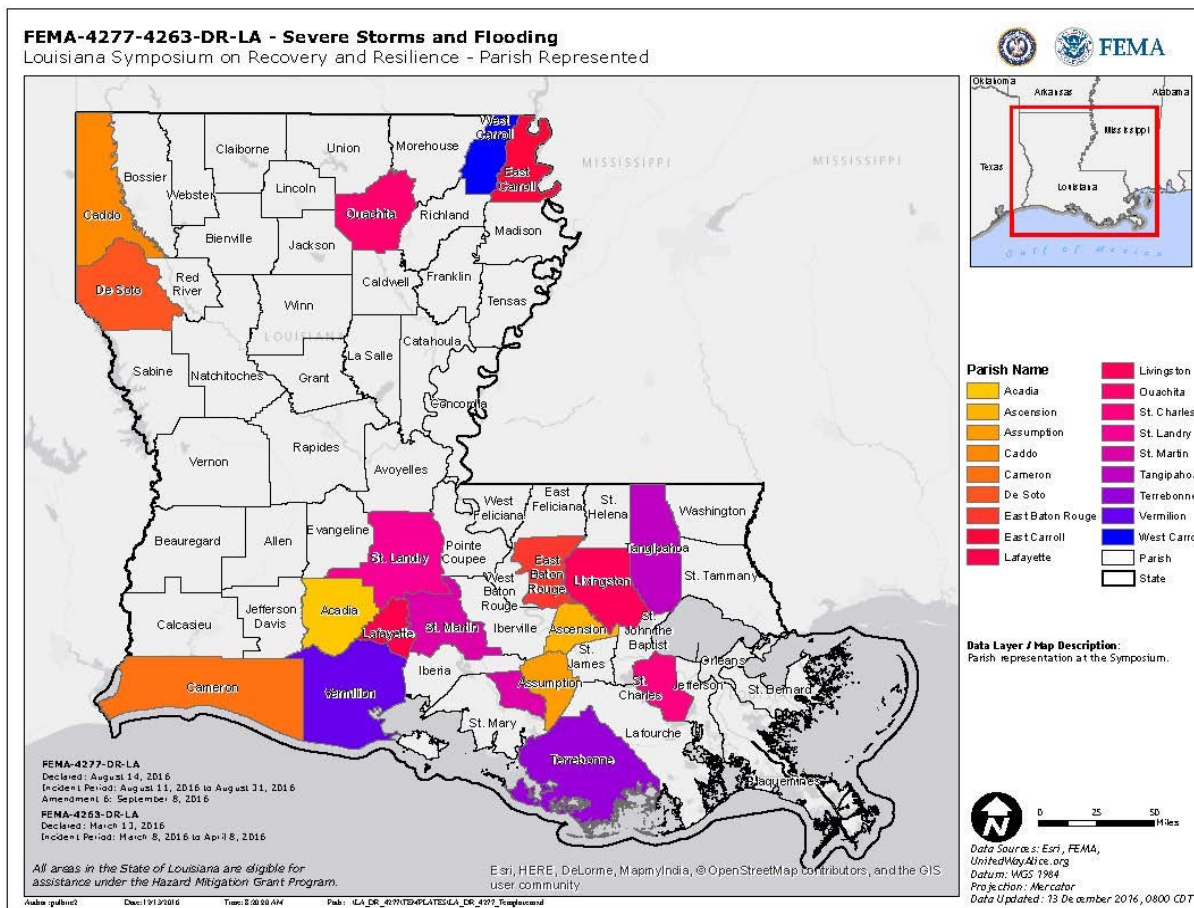 FEMA-4277-4263-DR-LA - Severe Storms and Flooding
Louisiana Symposium on Recovery and Resilience - Parish Represented
FEMA
Oklahoma
Arkansas
Alabama
Mississippi
Texas
Louisiana
Gulf of Mexico
MISSISSIPPI
MISSISSIPPI
LOUISIANA
West Carroll
East Carroll
Morehouse
Union
Claiborne
Bossier
Webster
Lincoln
Caddo
Ouachita
Richland
Madison
Bienville
Jackson
De Soto
Red River
Caldwell
Franklin
Tensas
Winn
Catahoula
La Salle
Sabine
Natchitoches
Grant
Concordia
Rapides
Vernon
Avoyelles
West Feliciana
East Feliciana
St. Helena
Washington
Tangipahoa
Beauregard
Allen
Evangeline
St. Landry
Pointe Coupee
East Baton Rouge
Livingston
St. Tammany
West Baton Rouge
Calcasieu
Jefferson Davis
Acadia
Lafayette
St. Martin
Iberville
Ascension
St. John the Baptist
St. James
Orleans
Cameron
Vermilion
Iberia
Assumption
St. Charles
Jefferson
St. Bernard
St. Mary
Lafourche
Terrebonne
Plaquemines
Parish Name
Acadia
Ascension
Assumption
Caddo
Cameron
De Soto
East Baton Rouge
East Carroll
Lafayette
Livingston
Ouachita
St. Charles
St. Landry
St. Martin
Tangipahoa
Terrebonne
Vermilion
West Carro
Parish
State
Data Layer / Map Description:
Parish representation at the Symposium.
FEMA-4277-DR-LA
Declared: August 14, 2016
Incident Period: August 11, 2016 to August 31, 2016
Amendment 6: September 8, 2016
FEMA-4263-DR-LA
Declared: March 13, 2016
Incident Period: March 8, 2016 to April 8, 2016
All areas in the State of Louisiana are eligible for
assistance under the Hazard Mitigation Grant Program.
Esri, HERE, DeLorme, MapmyIndia, © OpenStreetMap contributors, and the GIS
user community
N
0 25 50
Miles
Data Sources: Esri, FEMA,
UnitedWayAlice.org
Datum: WGS 1984
Projection: Mercator
Data Updated: 13 December 2016, 0800 CDT
Date: 12/13/2016